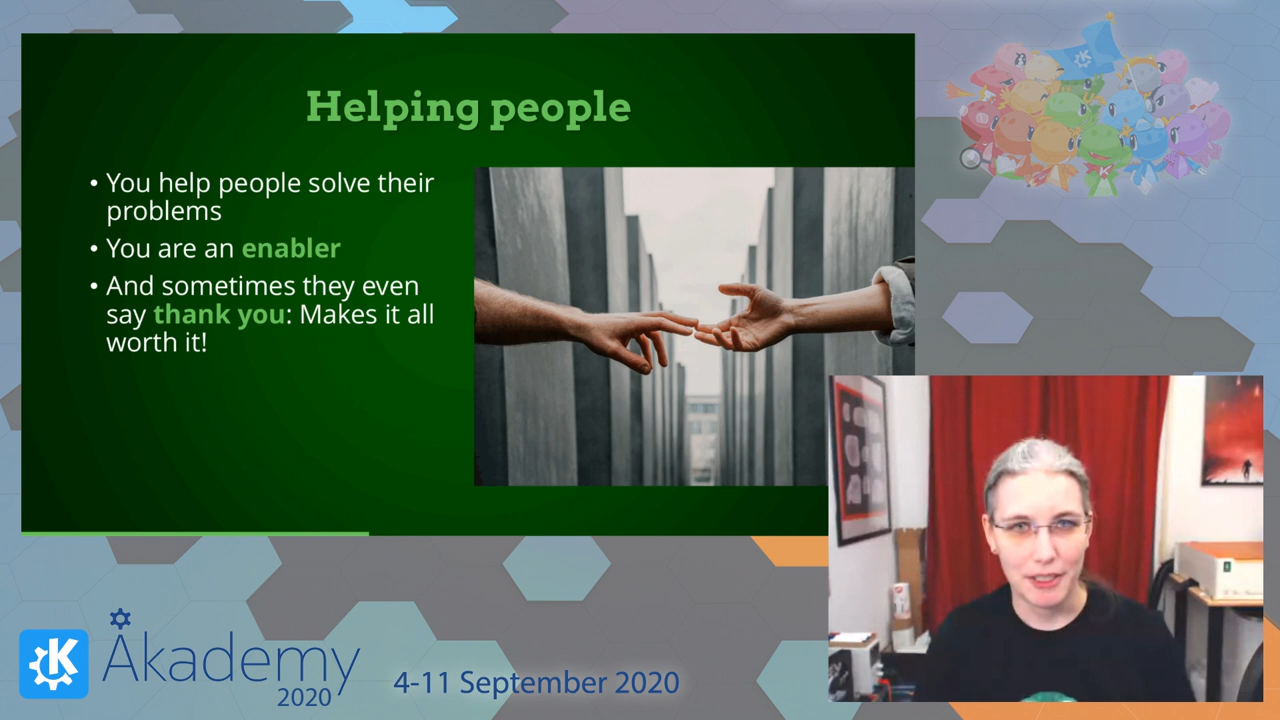 Helping people
• You help people solve their
problems
• You are an enabler
• And sometimes they even
say thank you: Makes it all
worth it!
K
Akademy
2020
4-11 September 2020